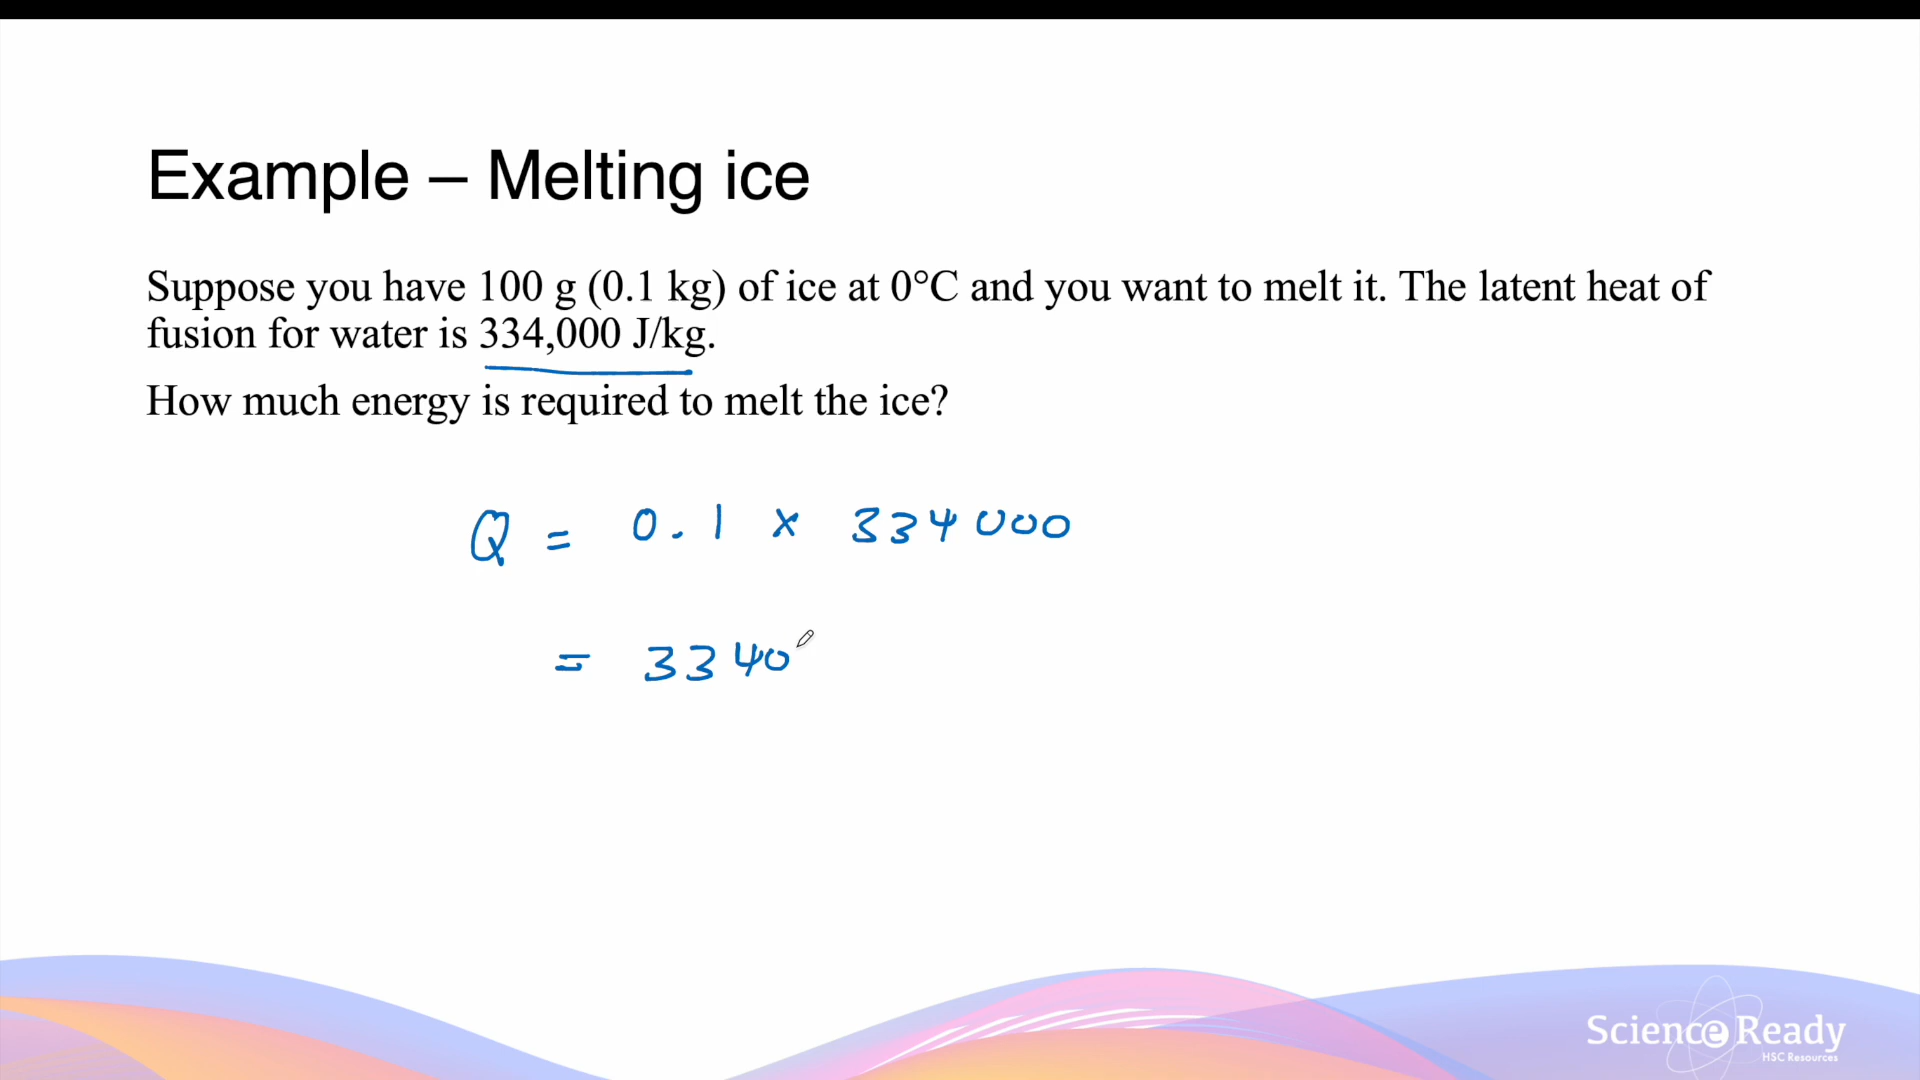 Example – Melting ice
Suppose you have 100 g (0.1 kg) of ice at 0°C and you want to melt it. The latent heat of
fusion for water is 334,000 J/kg.
How much energy is required to melt the ice?
Q = 0.1 × 334000
= 3340
Science Ready
HSC Resources